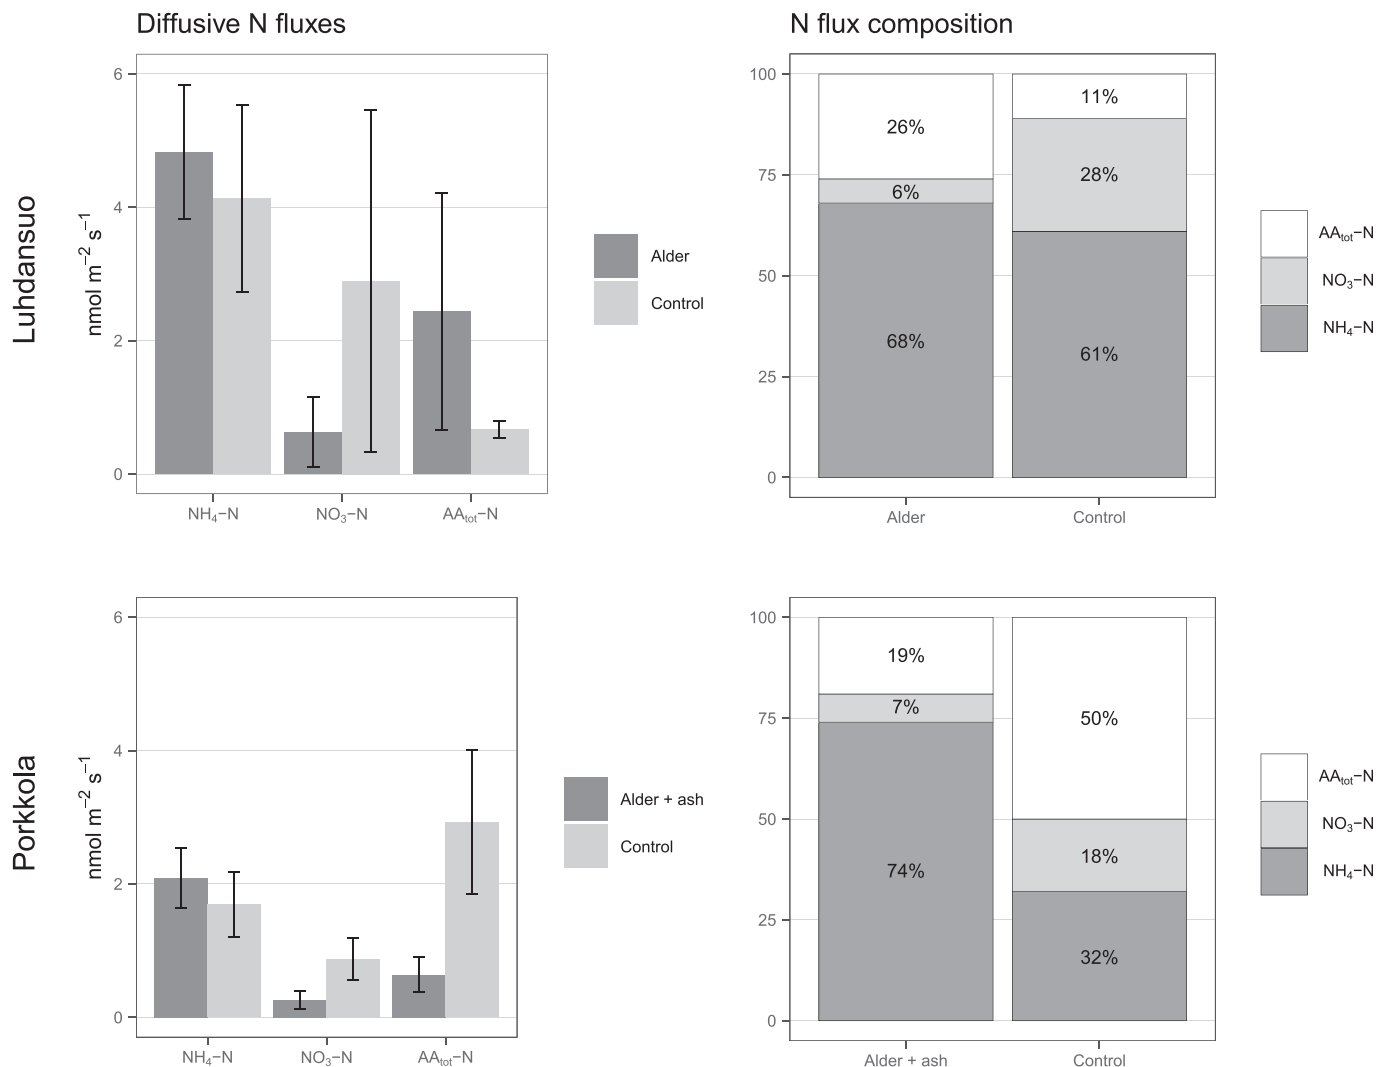 Diffusive N fluxes
N flux composition
Luhdansuo
nmol m⁻² s⁻¹
6
4
2
0
NH₄−N
NO₃−N
AAtot−N
Alder
Control
100
75
50
25
0
26%
6%
68%
11%
28%
61%
Alder
Control
AAtot−N
NO₃−N
NH₄−N
Porkkola
nmol m⁻² s⁻¹
6
4
2
0
NH₄−N
NO₃−N
AAtot−N
Alder + ash
Control
100
75
50
25
0
19%
7%
74%
50%
18%
32%
Alder + ash
Control
AAtot−N
NO₃−N
NH₄−N